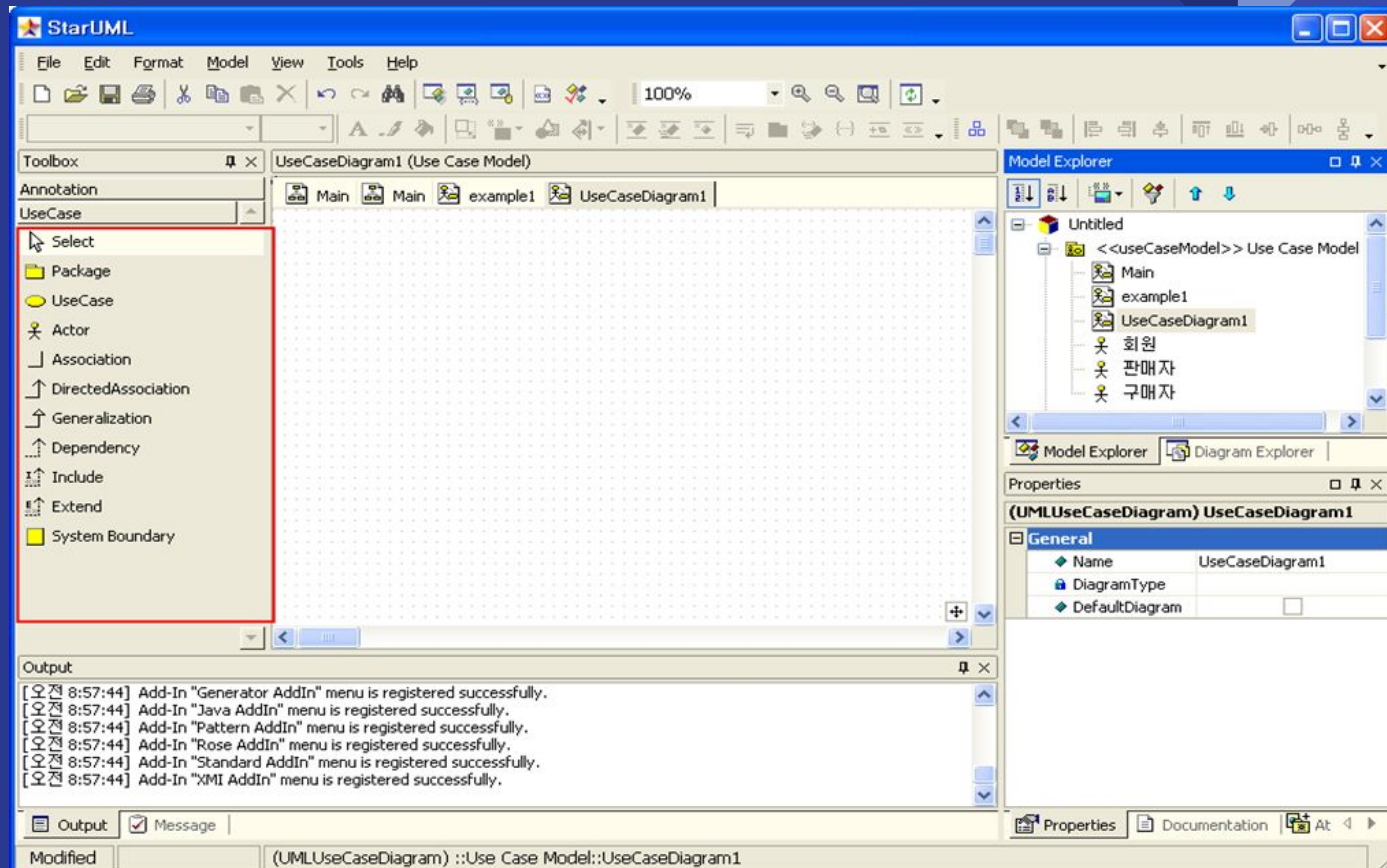 StarUML
File Edit Format Model View Tools Help
100%
Toolbox
Annotation
UseCase
Select
Package
UseCase
Actor
Association
DirectedAssociation
Generalization
Dependency
Include
Extend
System Boundary
UseCaseDiagram1 (Use Case Model)
Main Main example1 UseCaseDiagram1
Model Explorer
Untitled
<<useCaseModel>> Use Case Model
Main
example1
UseCaseDiagram1
회원
판매자
구매자
Model Explorer Diagram Explorer
Properties
(UMLUseCaseDiagram) UseCaseDiagram1
General
Name UseCaseDiagram1
DiagramType
DefaultDiagram
Output
[오전 8:57:44] Add-In "Generator AddIn" menu is registered successfully.
[오전 8:57:44] Add-In "Java AddIn" menu is registered successfully.
[오전 8:57:44] Add-In "Pattern AddIn" menu is registered successfully.
[오전 8:57:44] Add-In "Rose AddIn" menu is registered successfully.
[오전 8:57:44] Add-In "Standard AddIn" menu is registered successfully.
[오전 8:57:44] Add-In "XMI AddIn" menu is registered successfully.
Output Message
Properties Documentation At
Modified (UMLUseCaseDiagram) ::Use Case Model::UseCaseDiagram1